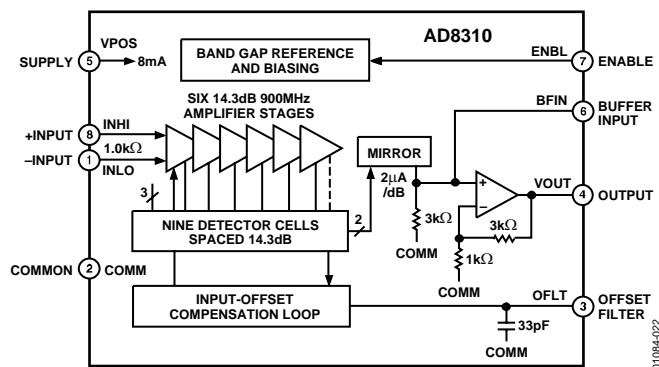 AD8310
SUPPLY 5 VPOS 8mA
BAND GAP REFERENCE
AND BIASING
ENBL 7 ENABLE
SIX 14.3dB 900MHz
AMPLIFIER STAGES
BFIN 6 BUFFER
INPUT
+INPUT 8 INHI
1.0kΩ
–INPUT 1 INLO
MIRROR
2μA
/dB
3kΩ
COMM
+
–
VOUT 4 OUTPUT
3kΩ
1kΩ
COMM
3
NINE DETECTOR CELLS
SPACED 14.3dB
2
COMMON 2 COMM
INPUT-OFFSET
COMPENSATION LOOP
OFLT 3 OFFSET
FILTER
33pF
COMM
01084-022